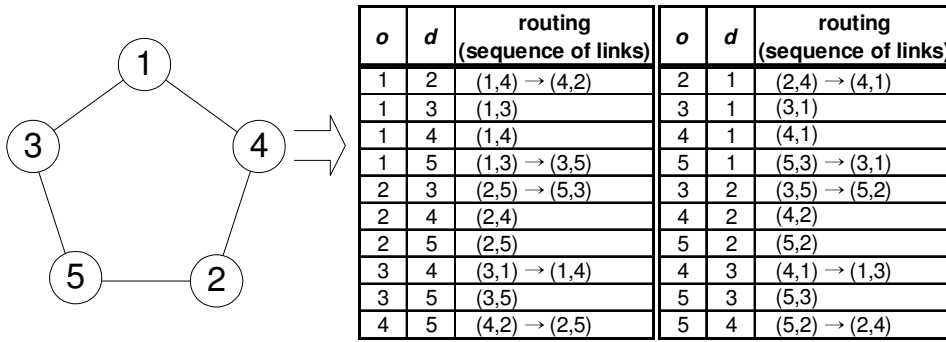 1
3
4
5
2
o d routing (sequence of links) o d routing (sequence of links)
1 2 (1,4) → (4,2) 2 1 (2,4) → (4,1)
1 3 (1,3) 3 1 (3,1)
1 4 (1,4) 4 1 (4,1)
1 5 (1,3) → (3,5) 5 1 (5,3) → (3,1)
2 3 (2,5) → (5,3) 3 2 (3,5) → (5,2)
2 4 (2,4) 4 2 (4,2)
2 5 (2,5) 5 2 (5,2)
3 4 (3,1) → (1,4) 4 3 (4,1) → (1,3)
3 5 (3,5) 5 3 (5,3)
4 5 (4,2) → (2,5) 5 4 (5,2) → (2,4)